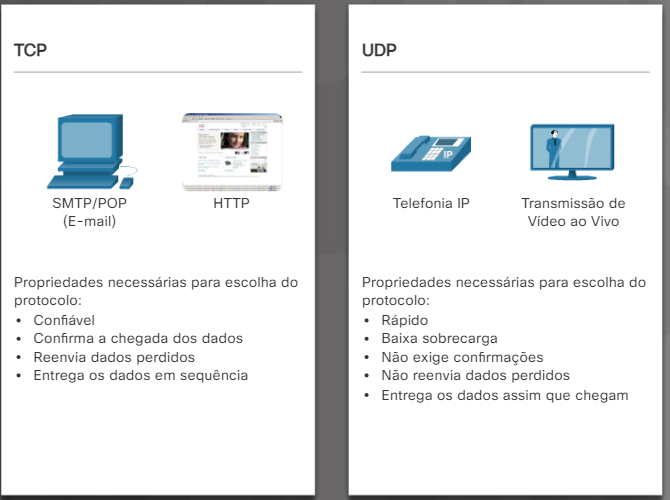 TCP
SMTP/POP
(E-mail)
HTTP
Propriedades necessárias para escolha do
protocolo:
• Confiável
• Confirma a chegada dos dados
• Reenvia dados perdidos
• Entrega os dados em sequência
UDP
IP
Telefonia IP
Transmissão de
Vídeo ao Vivo
Propriedades necessárias para escolha do
protocolo:
• Rápido
• Baixa sobrecarga
• Não exige confirmações
• Não reenvia dados perdidos
• Entrega os dados assim que chegam